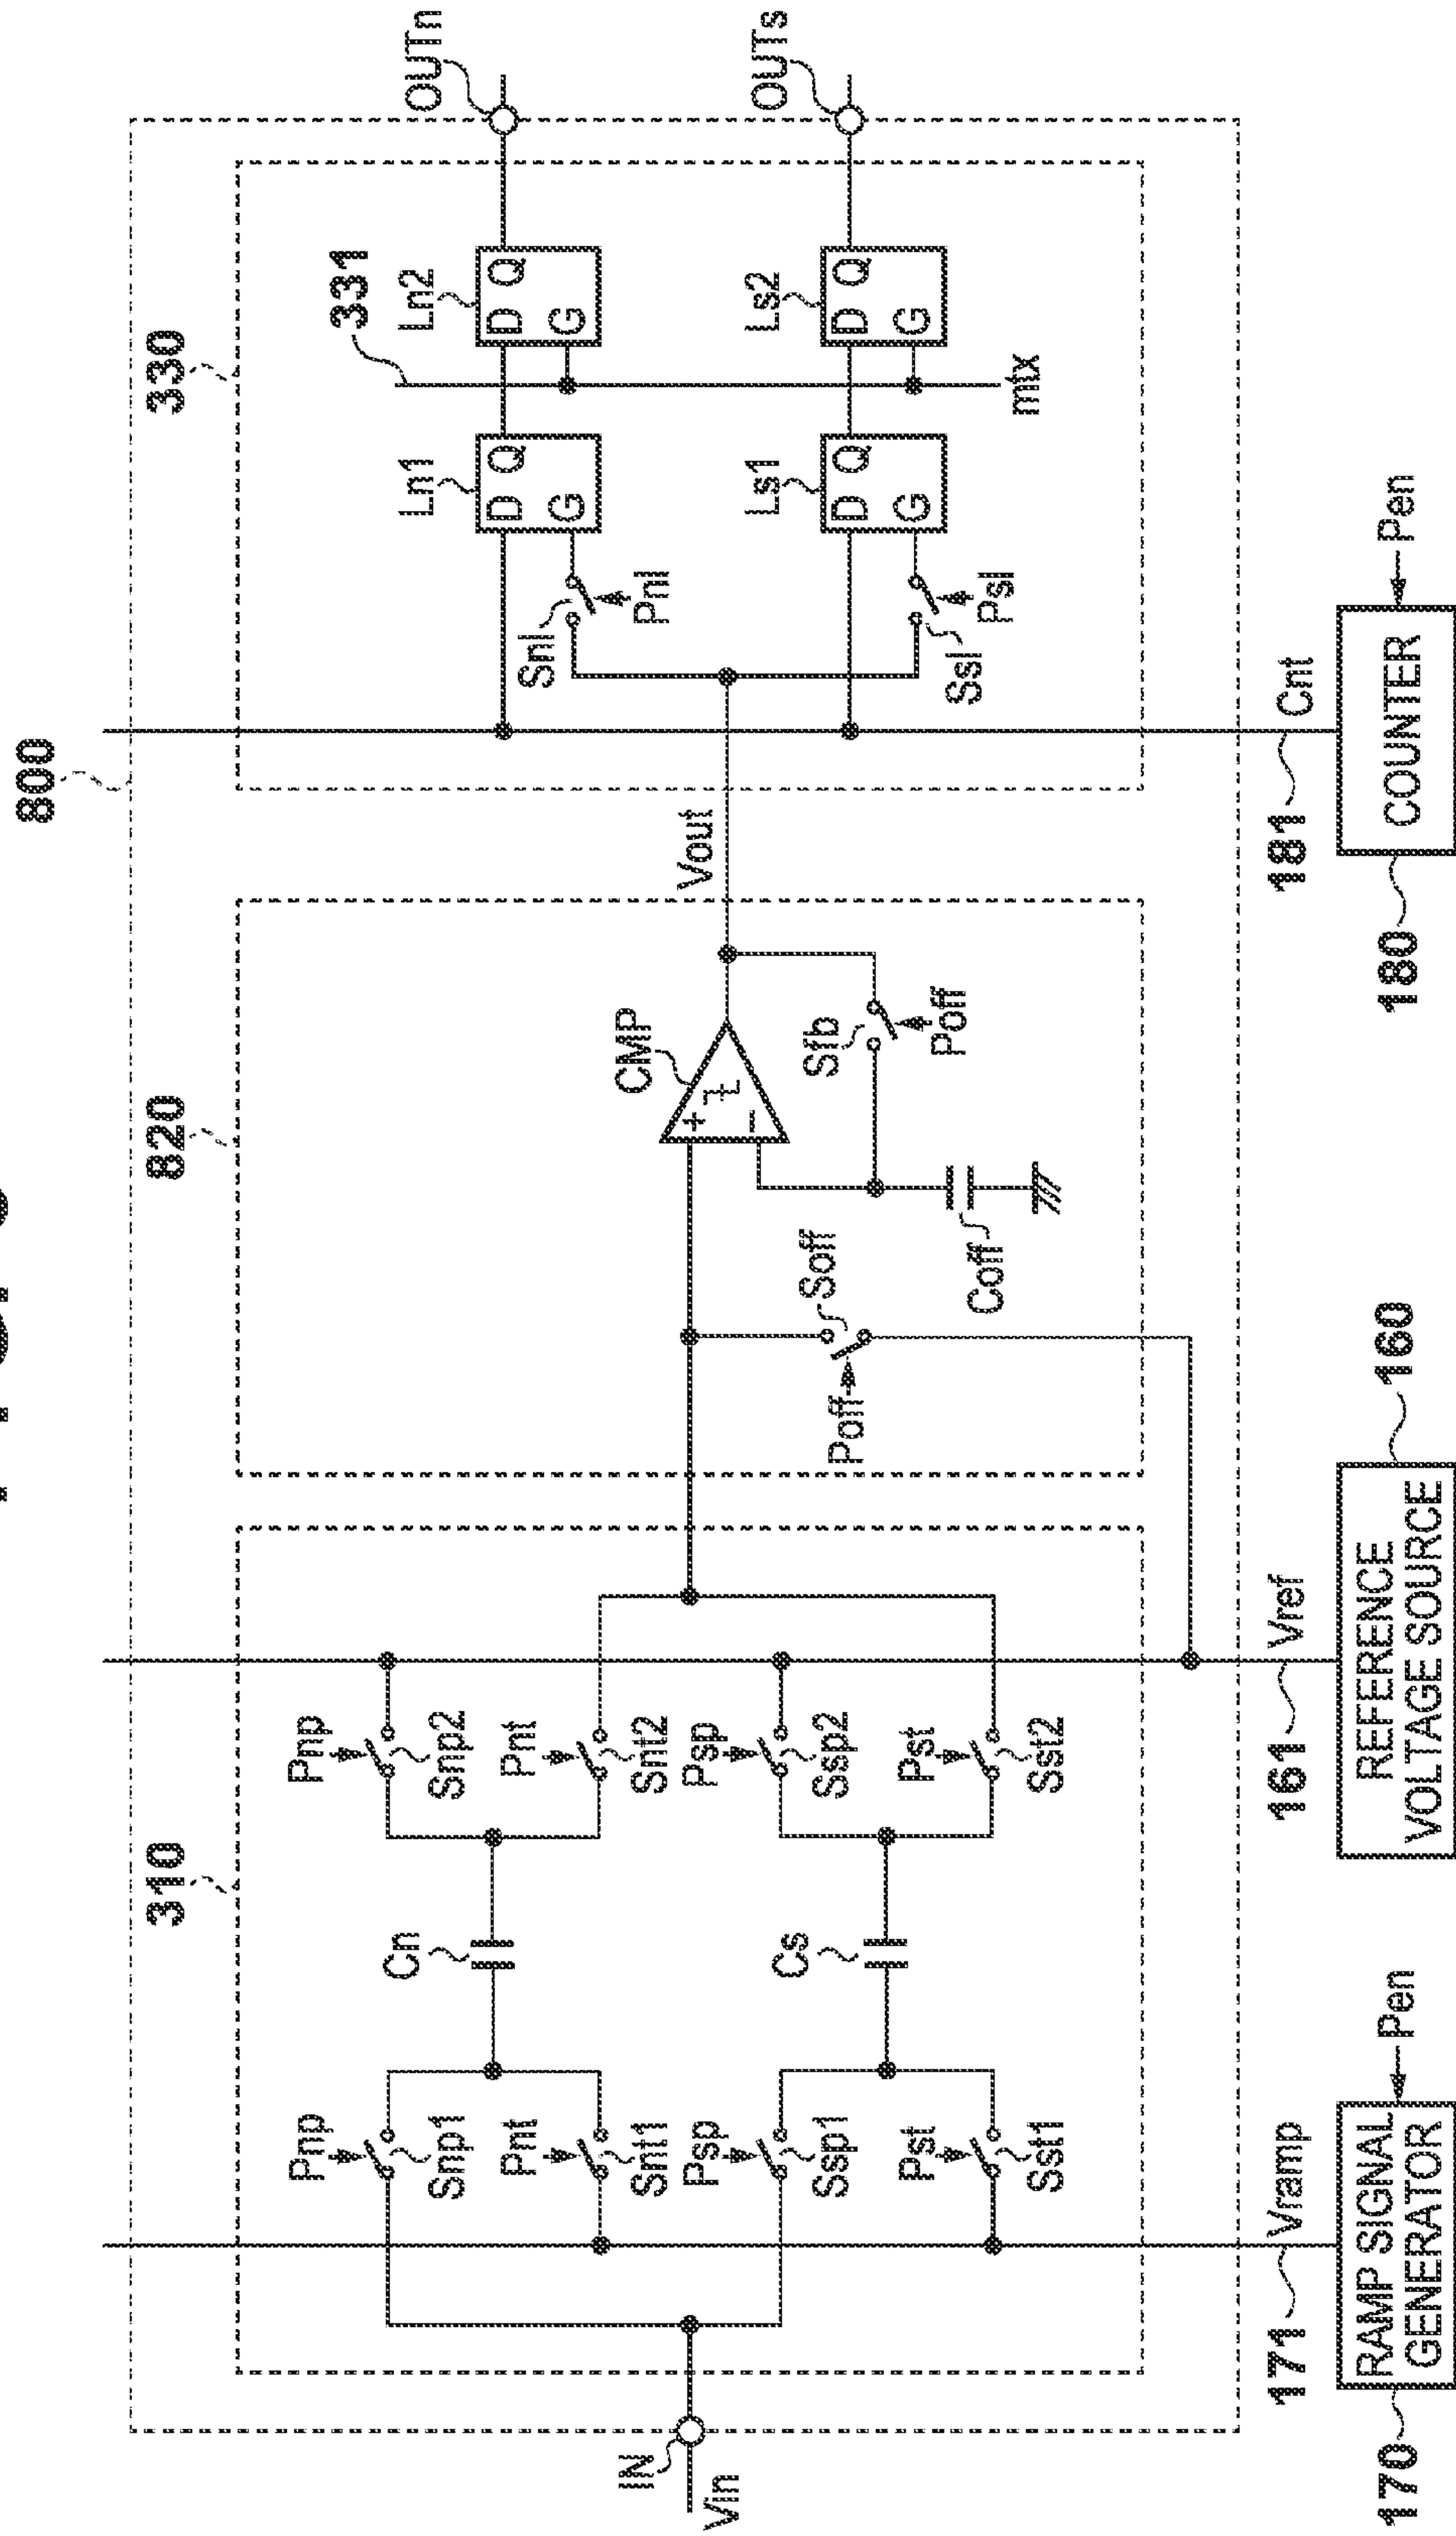 800
310
820
330
331
Pnp
Snp1
Pnt
Snt1
Psp
Ssp1
Pst
Sst1
Cn
Cs
Pnp
Snp2
Pnt
Snt2
Psp
Ssp2
Pst
Sst2
IN
Vin
CMP
+
−
Soff
Poff
Coff
Sfb
Poff
Vout
Snl
Pnl
Ssl
Psl
Ln1
D Q
G
Ln2
D Q
G
Ls1
D Q
G
Ls2
D Q
G
mtx
OUTn
OUTs
171
Vramp
161
Vref
181
Cnt
170
RAMP SIGNAL
GENERATOR
Pen
160
REFERENCE
VOLTAGE SOURCE
180
COUNTER
Pen